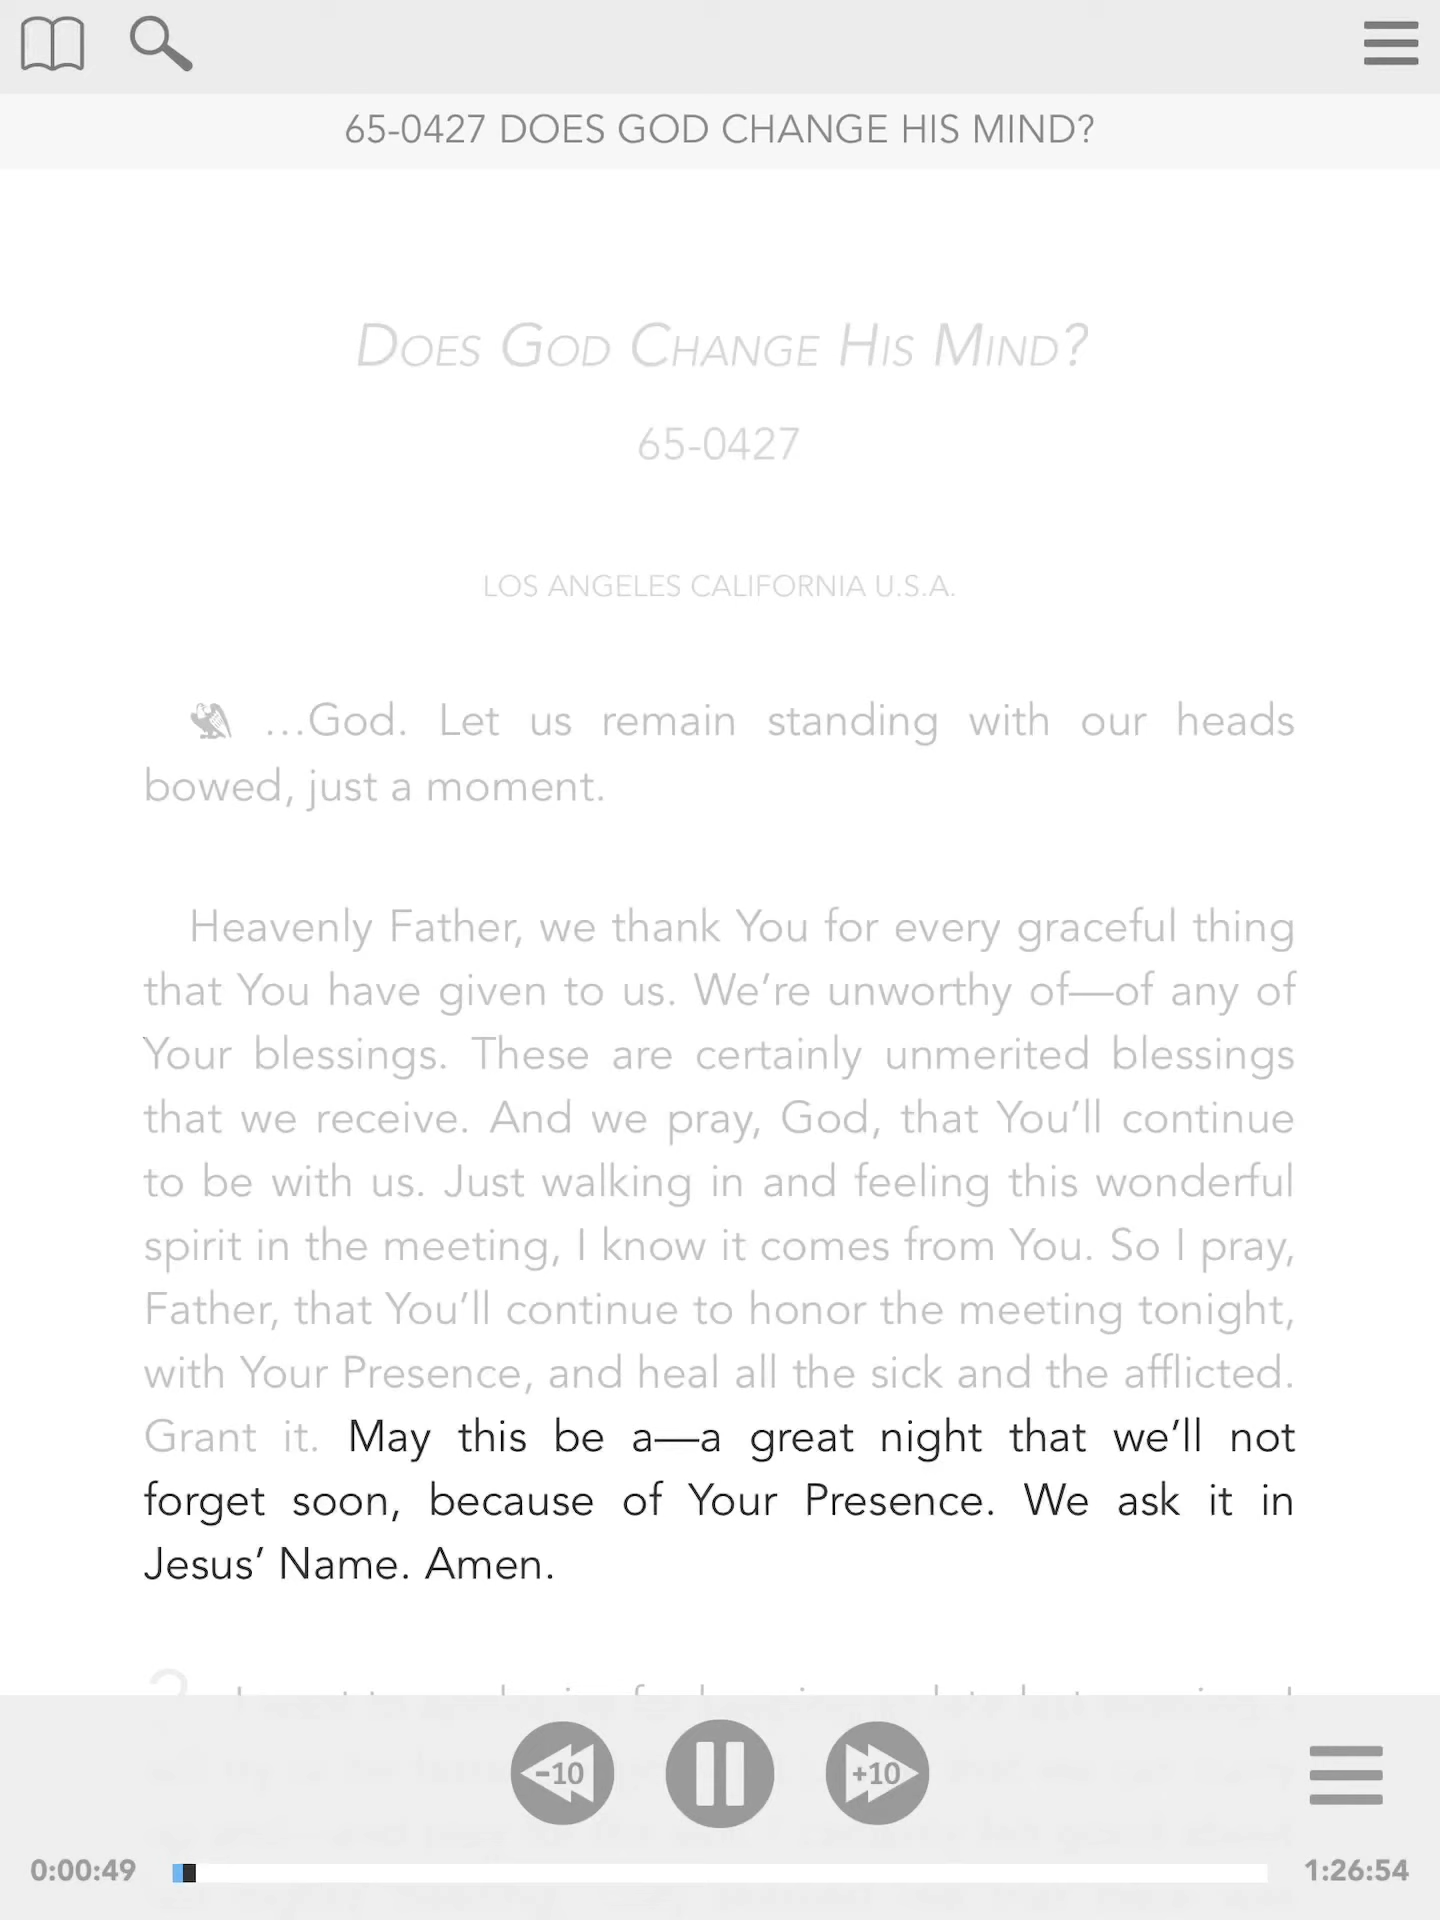 65-0427 DOES GOD CHANGE HIS MIND?
DOES GOD CHANGE HIS MIND?
65-0427
LOS ANGELES CALIFORNIA U.S.A.
…God. Let us remain standing with our heads
bowed, just a moment.
Heavenly Father, we thank You for every graceful thing
that You have given to us. We’re unworthy of—of any of
Your blessings. These are certainly unmerited blessings
that we receive. And we pray, God, that You’ll continue
to be with us. Just walking in and feeling this wonderful
spirit in the meeting, I know it comes from You. So I pray,
Father, that You’ll continue to honor the meeting tonight,
with Your Presence, and heal all the sick and the afflicted.
Grant it. May this be a—a great night that we’ll not
forget soon, because of Your Presence. We ask it in
Jesus’ Name. Amen.
2
-10 +10
0:00:49 1:26:54